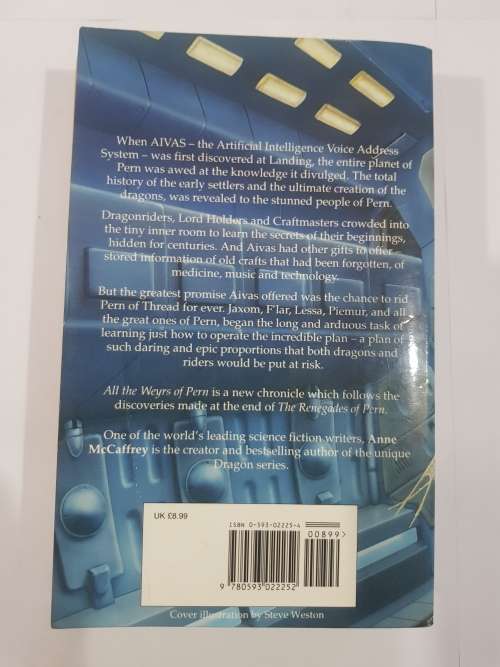 When AIVAS – the Artificial Intelligence Voice Address
System – was first discovered at Landing, the entire planet of
Pern was awed at the knowledge it divulged. The total
history of the early settlers and the ultimate creation of the
dragons, was revealed to the stunned people of Pern.
Dragonriders, Lord Holders and Craftmasters crowded into
the tiny inner room to learn the secrets of their beginnings,
hidden for centuries. And Aivas had other gifts to offer –
stored information of old crafts that had been forgotten, of
medicine, music and technology.
But the greatest promise Aivas offered was the chance to rid
Pern of Thread for ever. Jaxom, F'lar, Lessa, Piemur, and all
the great ones of Pern, began the long and arduous task of
learning just how to operate the incredible plan – a plan of
such daring and epic proportions that both dragons and
riders would be put at risk.
All the Weyrs of Pern is a new chronicle which follows the
discoveries made at the end of The Renegades of Pern.
One of the world's leading science fiction writers, Anne
McCaffrey is the creator and bestselling author of the unique
Dragon series.
UK £8.99
ISBN 0-593-02225-4
00899>
9 780593 022252
Cover illustration by Steve Weston